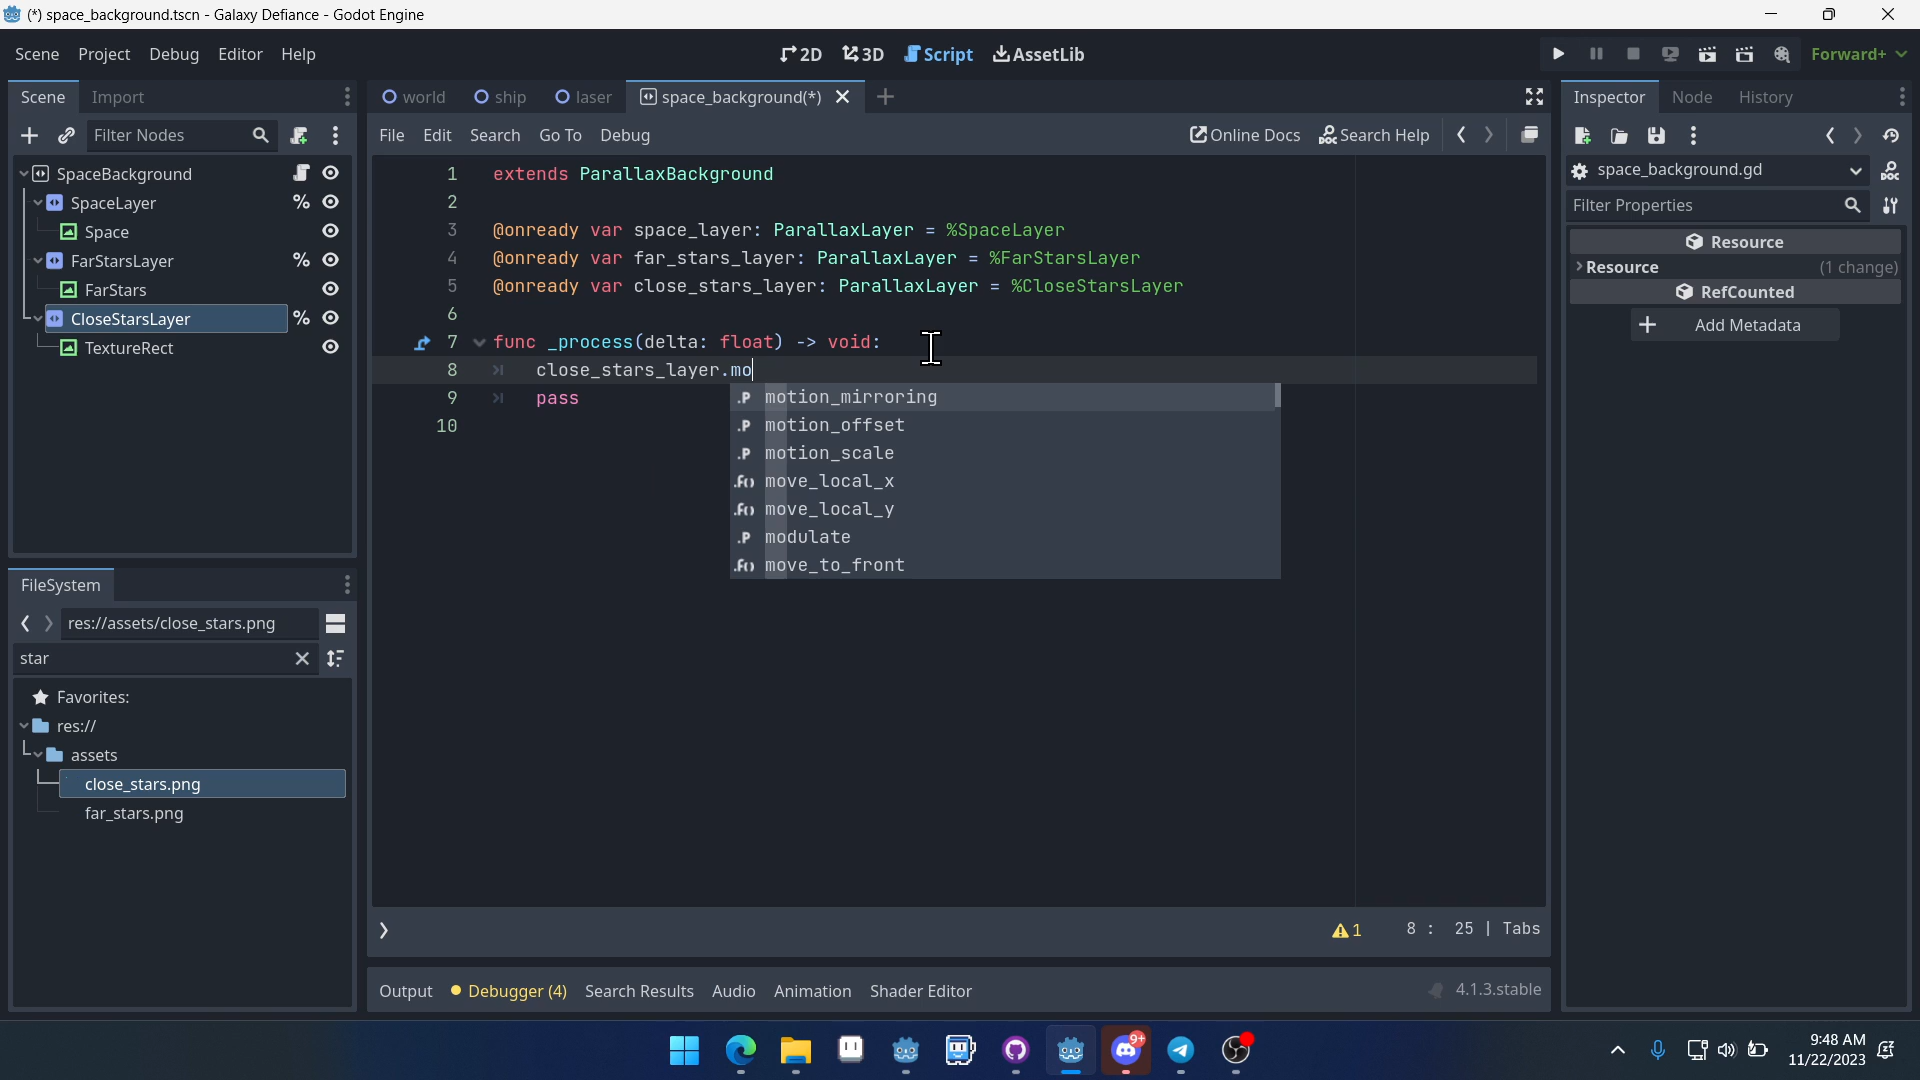 (*) space_background.tscn - Galaxy Defiance - Godot Engine
Scene Project Debug Editor Help
2D 3D Script AssetLib
Forward+
Scene Import
world ship laser space_background(*)
Inspector Node History
Filter Nodes
File Edit Search Go To Debug
Online Docs Search Help
SpaceBackground
SpaceLayer %
Space
FarStarsLayer %
FarStars
CloseStarsLayer %
TextureRect
1 extends ParallaxBackground
2
3 @onready var space_layer: ParallaxLayer = %SpaceLayer
4 @onready var far_stars_layer: ParallaxLayer = %FarStarsLayer
5 @onready var close_stars_layer: ParallaxLayer = %CloseStarsLayer
6
7 func _process(delta: float) -> void:
8 close_stars_layer.mo
9 pass
10
.P motion_mirroring
.P motion_offset
.P motion_scale
.f() move_local_x
.f() move_local_y
.P modulate
.f() move_to_front
space_background.gd
Filter Properties
Resource
Resource (1 change)
RefCounted
Add Metadata
FileSystem
res://assets/close_stars.png
star
Favorites:
res://
assets
close_stars.png
far_stars.png
1 8 : 25 | Tabs
Output Debugger (4) Search Results Audio Animation Shader Editor
4.1.3.stable
9+
9:48 AM
11/22/2023